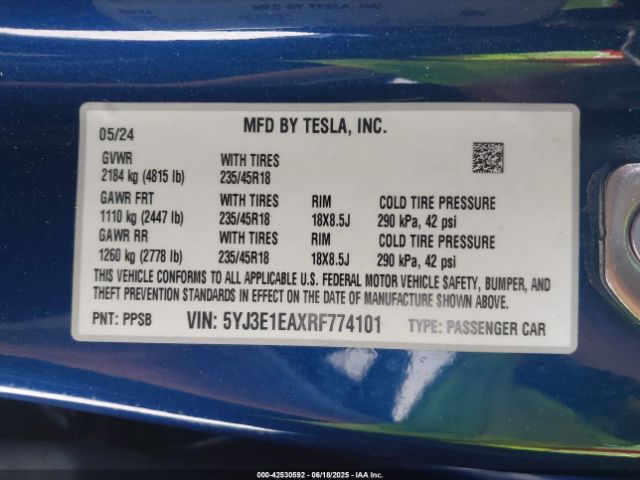 MFD BY TESLA, INC.
05/24
GVWR WITH TIRES
2184 kg (4815 lb) 235/45R18
GAWR FRT WITH TIRES RIM COLD TIRE PRESSURE
1110 kg (2447 lb) 235/45R18 18X8.5J 290 kPa, 42 psi
GAWR RR WITH TIRES RIM COLD TIRE PRESSURE
1260 kg (2778 lb) 235/45R18 18X8.5J 290 kPa, 42 psi
THIS VEHICLE CONFORMS TO ALL APPLICABLE U.S. FEDERAL MOTOR VEHICLE SAFETY, BUMPER, AND
THEFT PREVENTION STANDARDS IN EFFECT ON THE DATE OF MANUFACTURE SHOWN ABOVE.
PNT: PPSB VIN: 5YJ3E1EAXRF774101 TYPE: PASSENGER CAR
000-42530592 - 06/18/2025 - IAAI, INC.